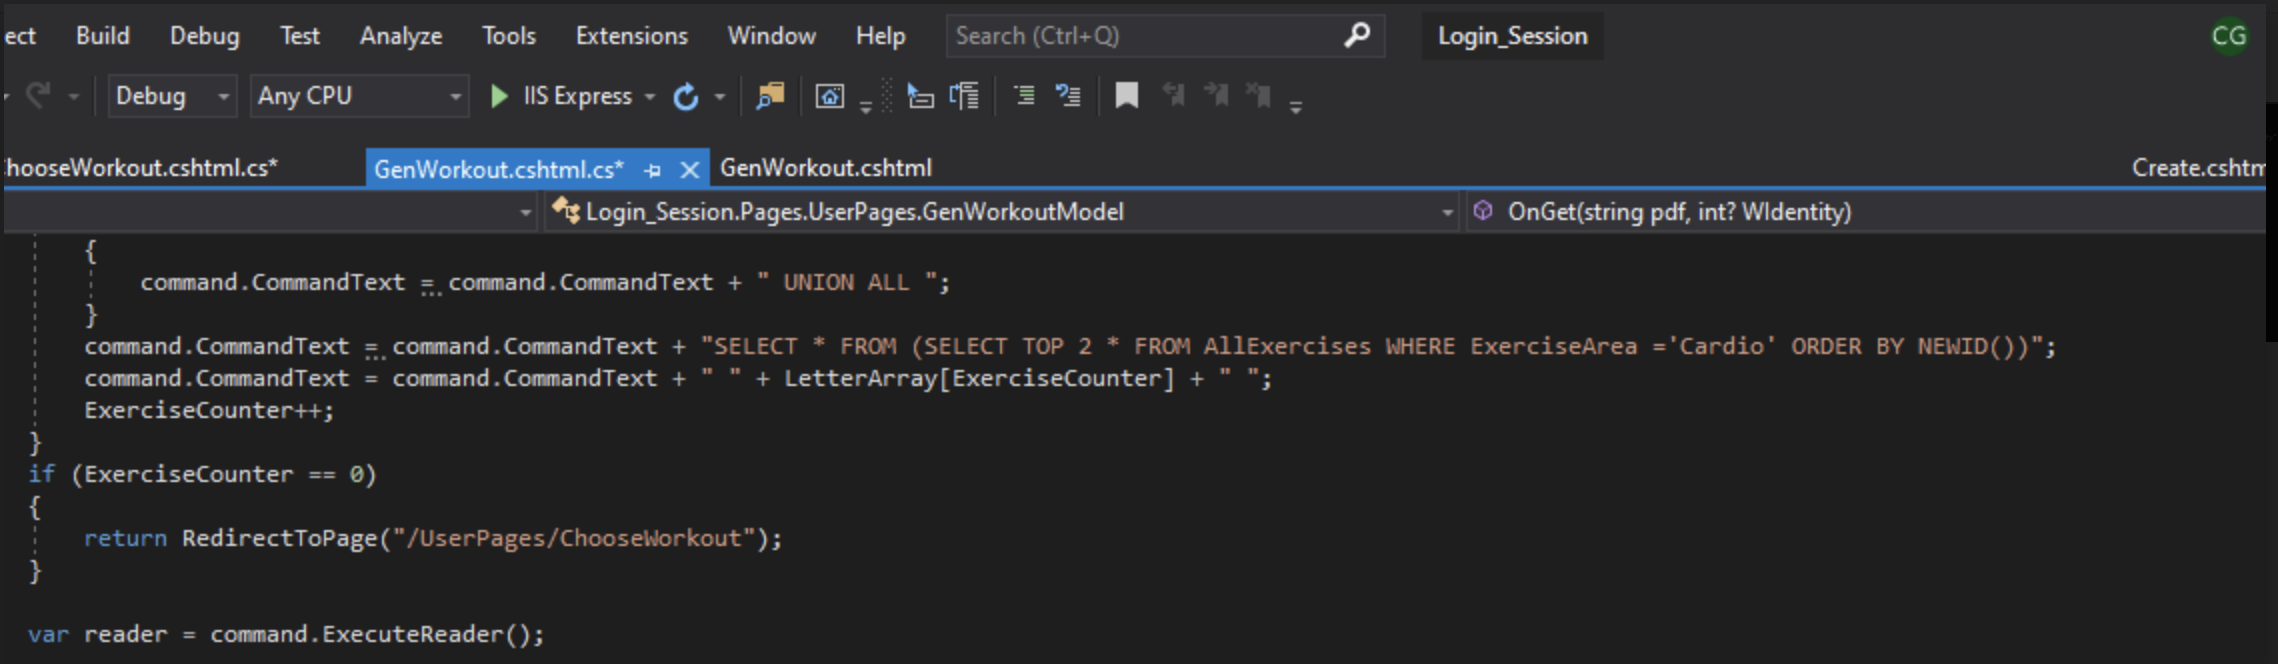 ect Build Debug Test Analyze Tools Extensions Window Help Search (Ctrl+Q) Login_Session CG
Debug Any CPU IIS Express
hooseWorkout.cshtml.cs* GenWorkout.cshtml.cs* GenWorkout.cshtml Create.cshtm
Login_Session.Pages.UserPages.GenWorkoutModel OnGet(string pdf, int? WIdentity)
{
command.CommandText = command.CommandText + " UNION ALL ";
}
command.CommandText = command.CommandText + "SELECT * FROM (SELECT TOP 2 * FROM AllExercises WHERE ExerciseArea ='Cardio' ORDER BY NEWID())";
command.CommandText = command.CommandText + " " + LetterArray[ExerciseCounter] + " ";
ExerciseCounter++;
}
if (ExerciseCounter == 0)
{
return RedirectToPage("/UserPages/ChooseWorkout");
}
var reader = command.ExecuteReader();